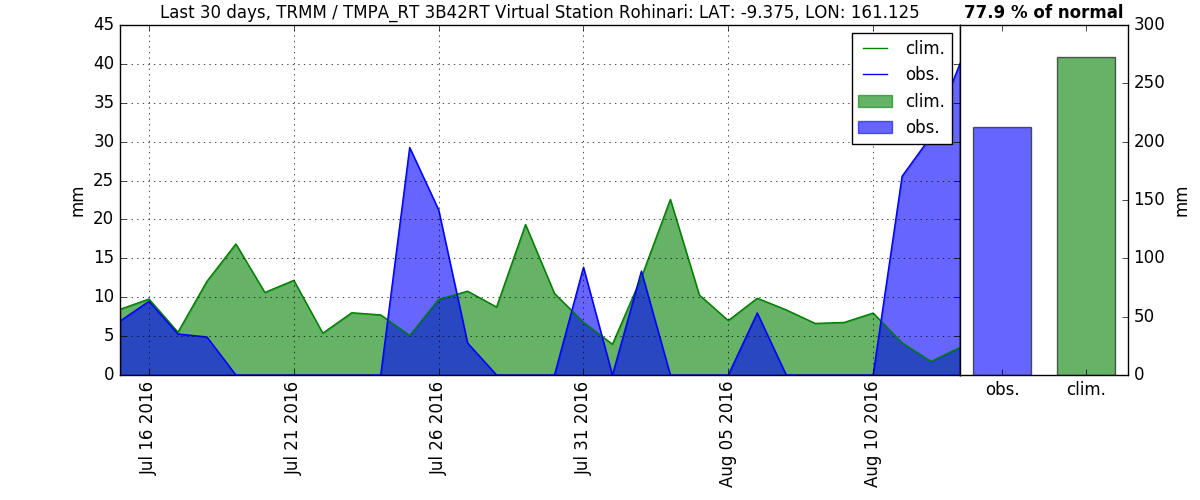 Last 30 days, TRMM / TMPA_RT 3B42RT Virtual Station Rohinari: LAT: -9.375, LON: 161.125
77.9 % of normal
45
40
35
30
25
20
15
10
5
0
mm
clim.
obs.
clim.
obs.
Jul 16 2016
Jul 21 2016
Jul 26 2016
Jul 31 2016
Aug 05 2016
Aug 10 2016
300
250
200
150
100
50
0
mm
obs.
clim.